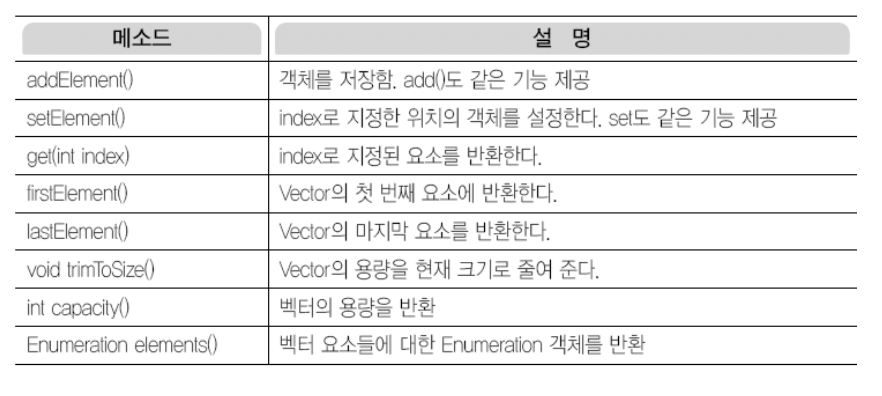 메소드 설 명
addElement() 객체를 저장함. add()도 같은 기능 제공
setElement() index로 지정한 위치의 객체를 설정한다. set도 같은 기능 제공
get(int index) index로 지정된 요소를 반환한다.
firstElement() Vector의 첫 번째 요소에 반환한다.
lastElement() Vector의 마지막 요소를 반환한다.
void trimToSize() Vector의 용량을 현재 크기로 줄여 준다.
int capacity() 벡터의 용량을 반환
Enumeration elements() 벡터 요소들에 대한 Enumeration 객체를 반환